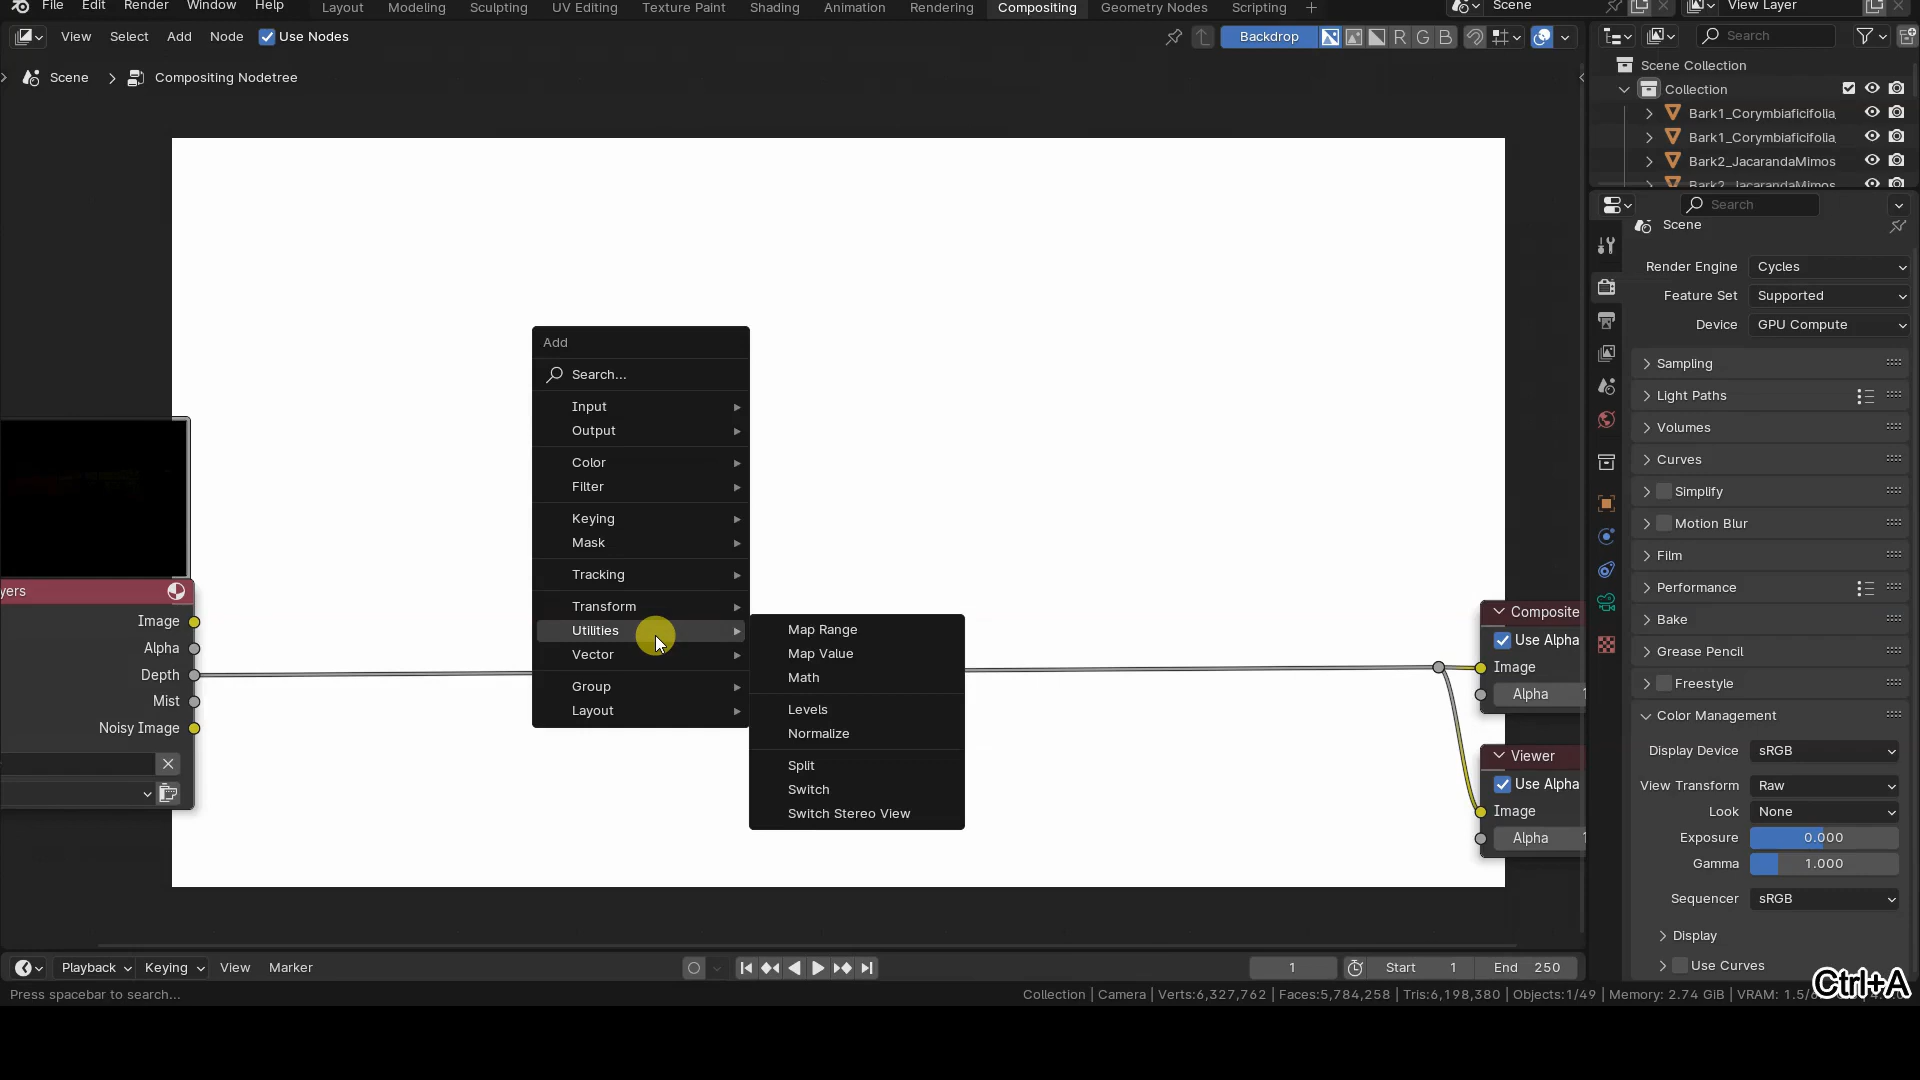 File Edit Render Window Help Layout Modeling Sculpting UV Editing Texture Paint Shading Animation Rendering Compositing Geometry Nodes Scripting + Scene View Layer
View Select Add Node Use Nodes Backdrop R G B Search
Scene > Compositing Nodetree
Scene Collection
Collection
Bark1_Corymbiaficifolia
Bark1_Corymbiaficifolia
Bark2_JacarandaMimos
Bark2_JacarandaMimos
Search
Scene
Render Engine Cycles
Feature Set Supported
Device GPU Compute
Sampling
Light Paths
Volumes
Curves
Simplify
Motion Blur
Film
Performance
Bake
Grease Pencil
Freestyle
Color Management
Display Device sRGB
View Transform Raw
Look None
Exposure 0.000
Gamma 1.000
Sequencer sRGB
Display
Use Curves
Add
Search...
Input
Output
Color
Filter
Keying
Mask
Tracking
Transform
Utilities
Vector
Group
Layout
Map Range
Map Value
Math
Levels
Normalize
Split
Switch
Switch Stereo View
yers
Image
Alpha
Depth
Mist
Noisy Image
Composite
Use Alpha
Image
Alpha 1
Viewer
Use Alpha
Image
Alpha 1
Playback Keying View Marker 1 Start 1 End 250
Press spacebar to search...
Collection | Camera | Verts:6,327,762 | Faces:5,784,258 | Tris:6,198,380 | Objects:1/49 | Memory: 2.74 GiB | VRAM: 1.5/
Ctrl+A